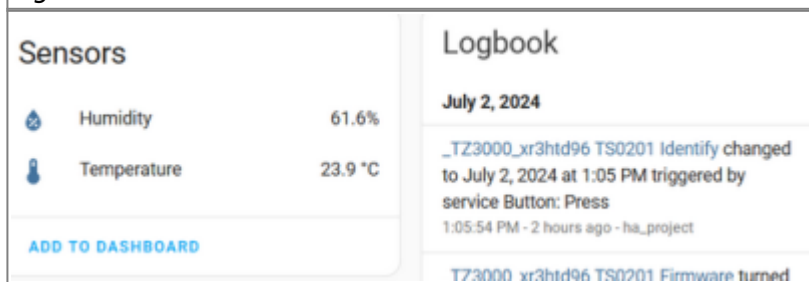 Sensors
Humidity 61.6%
Temperature 23.9 °C
ADD TO DASHBOARD
Logbook
July 2, 2024
_TZ3000_xr3htd96 TS0201 Identify changed
to July 2, 2024 at 1:05 PM triggered by
service Button: Press
1:05:54 PM - 2 hours ago - ha_project
_TZ3000_xr3htd96 TS0201 Firmware turned